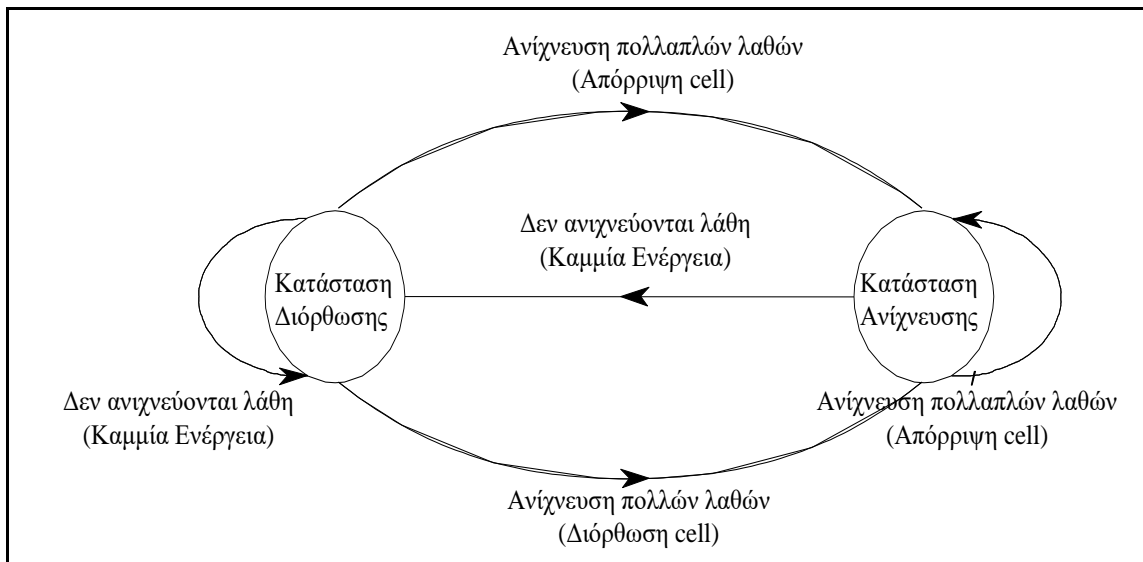 Ανίχνευση πολλαπλών λαθών
(Απόρριψη cell)
Δεν ανιχνεύονται λάθη
(Καμμία Ενέργεια)
Κατάσταση
Διόρθωσης
Κατάσταση
Ανίχνευσης
Δεν ανιχνεύονται λάθη
(Καμμία Ενέργεια)
Ανίχνευση πολλαπλών λαθών
(Απόρριψη cell)
Ανίχνευση πολλών λαθών
(Διόρθωση cell)